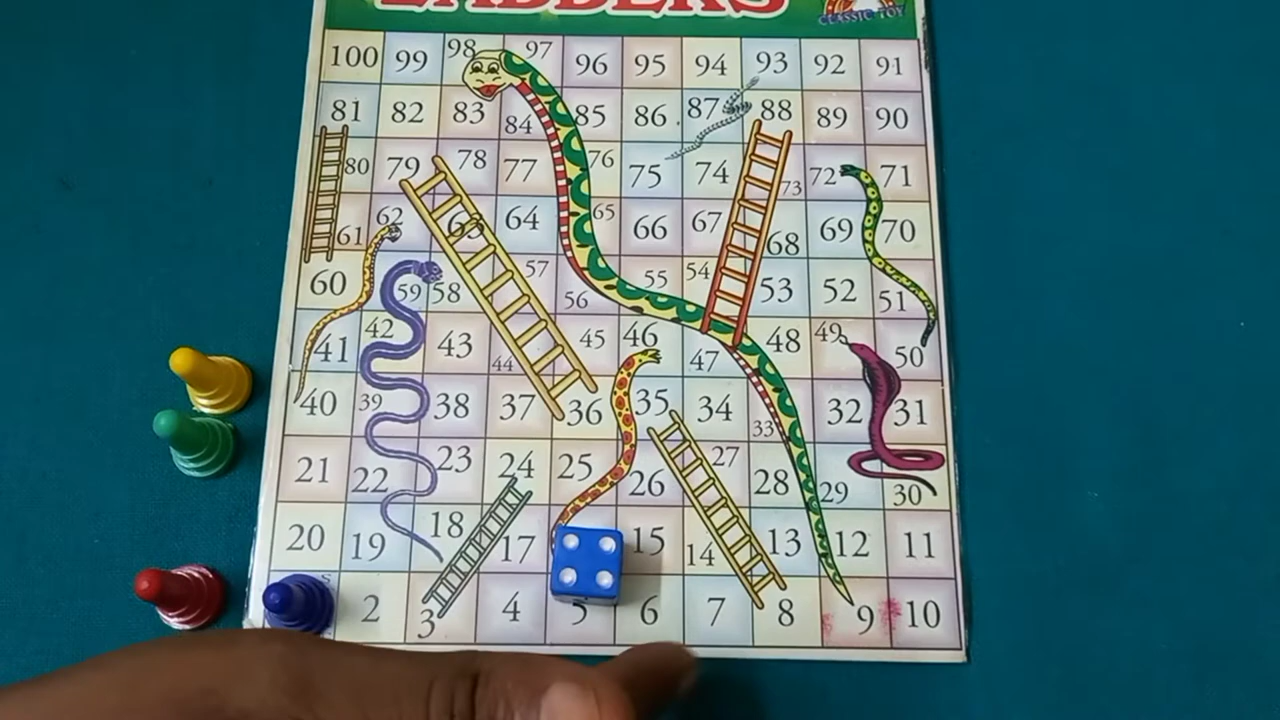 LADDERS
CLASSIC TOY
100 99 98 97 96 95 94 93 92 91
81 82 83 84 85 86 87 88 89 90
80 79 78 77 76 75 74 73 72 71
61 62 63 64 65 66 67 68 69 70
60 59 58 57 56 55 54 53 52 51
41 42 43 44 45 46 47 48 49 50
40 39 38 37 36 35 34 33 32 31
21 22 23 24 25 26 27 28 29 30
20 19 18 17 15 14 13 12 11
S 2 3 4 5 6 7 8 9 10